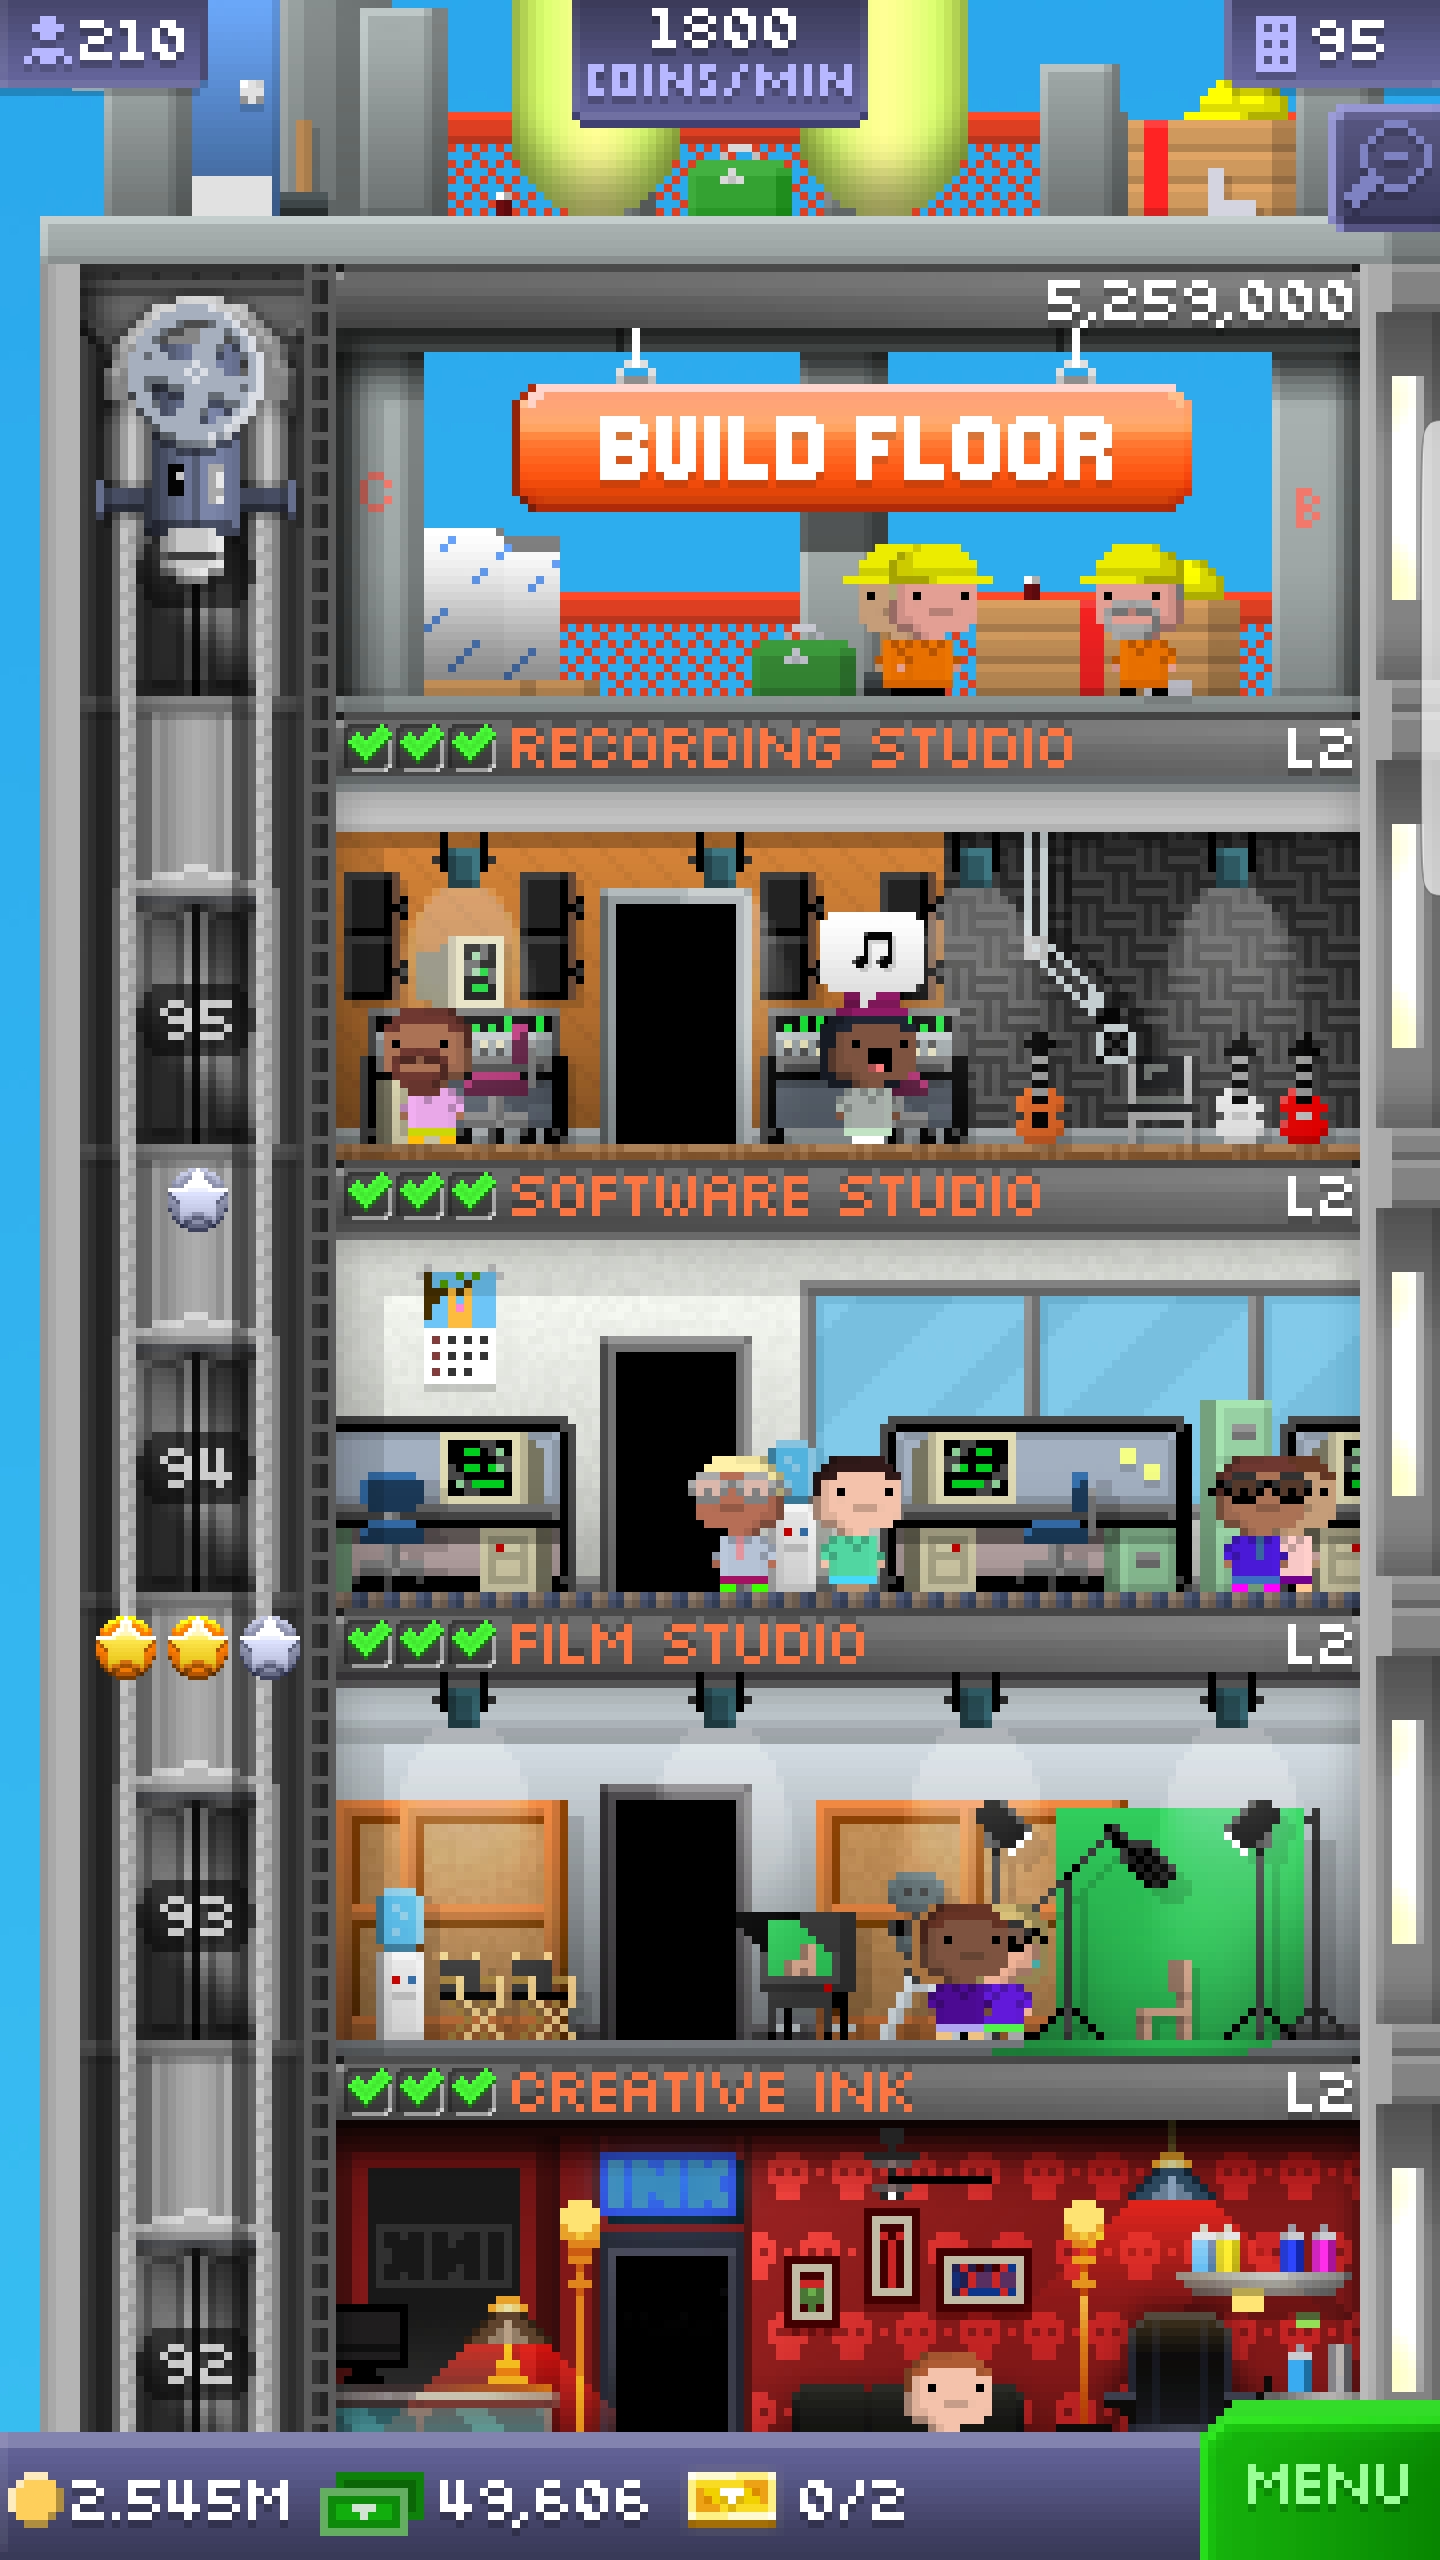 210
1800
COINS/MIN
95
5,259,000
BUILD FLOOR
C
B
RECORDING STUDIO L2
95
SOFTWARE STUDIO L2
94
FILM STUDIO L2
93
CREATIVE INK L2
INK
INK
92
2.545M 49,606 0/2
MENU